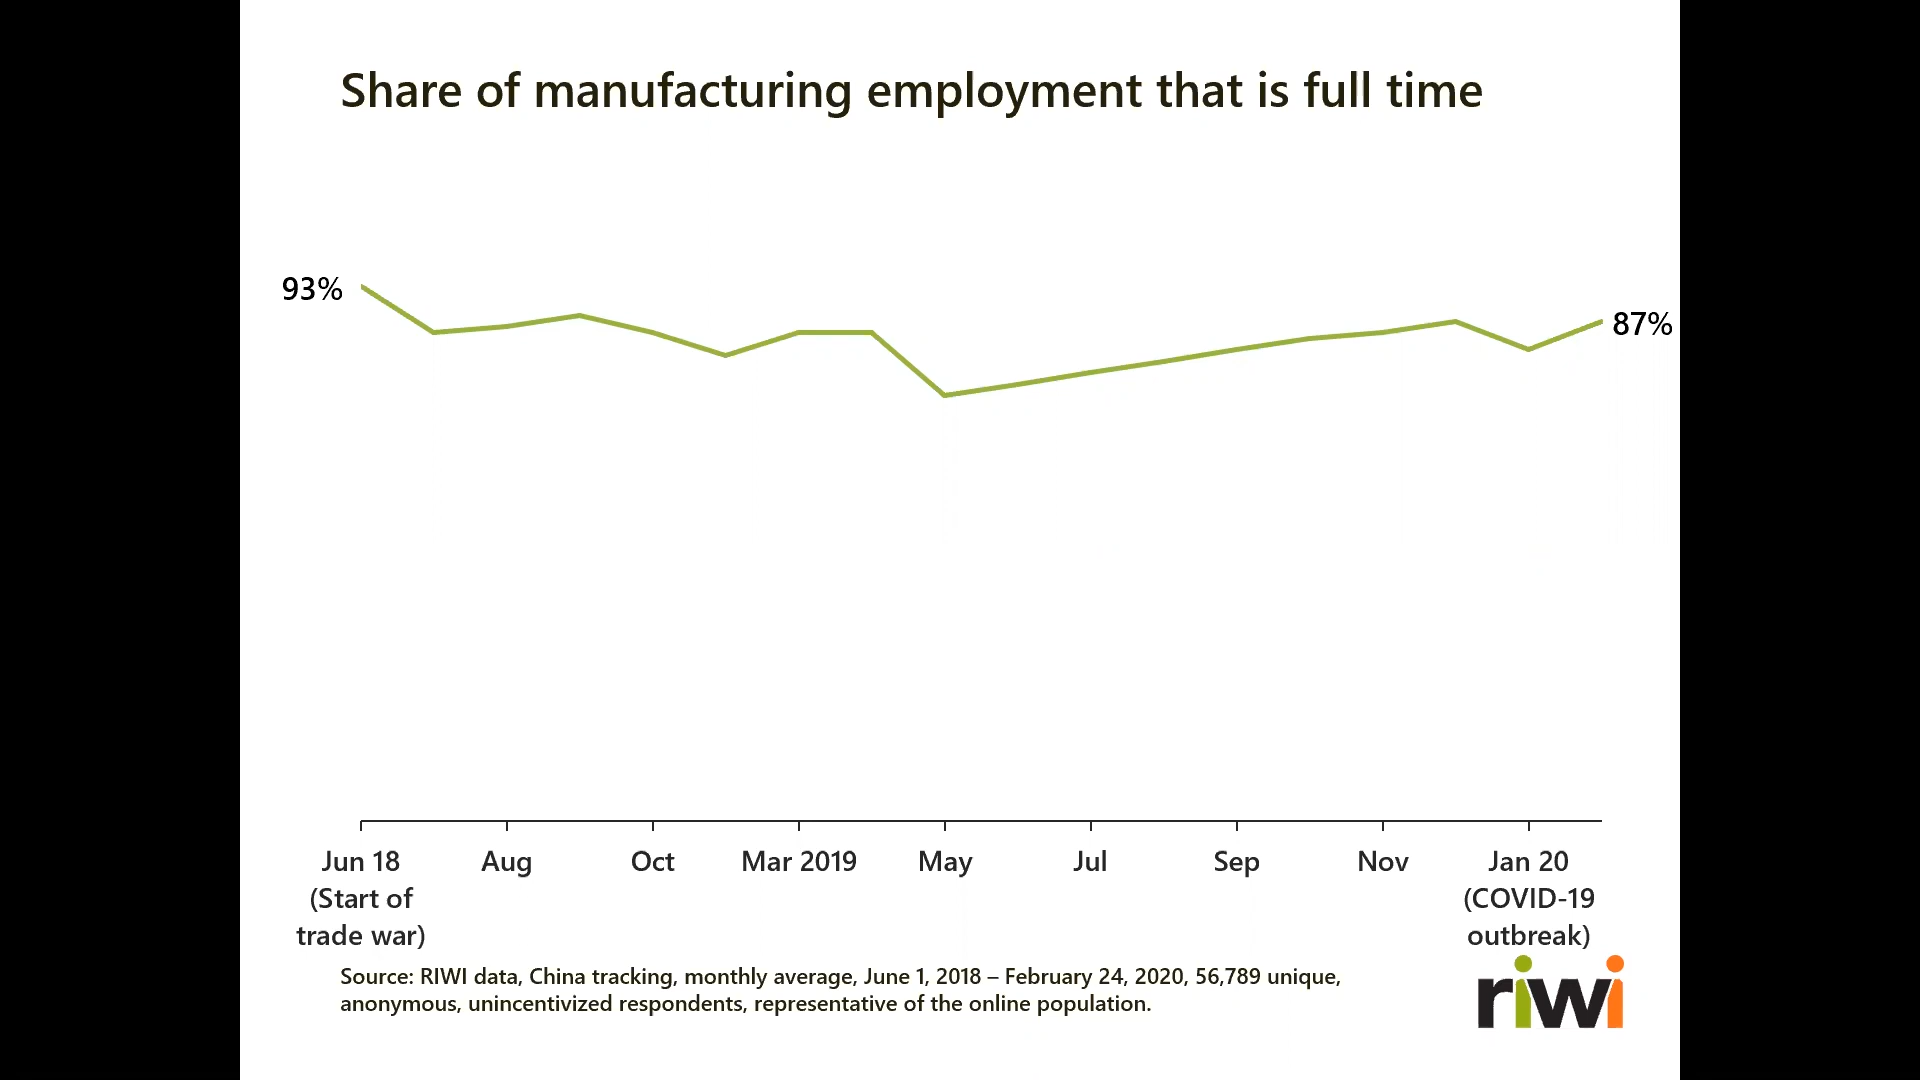 Share of manufacturing employment that is full time
93%
87%
Jun 18
(Start of
trade war)
Aug
Oct
Mar 2019
May
Jul
Sep
Nov
Jan 20
(COVID-19
outbreak)
Source: RIWI data, China tracking, monthly average, June 1, 2018 – February 24, 2020, 56,789 unique,
anonymous, unincentivized respondents, representative of the online population.
riwi